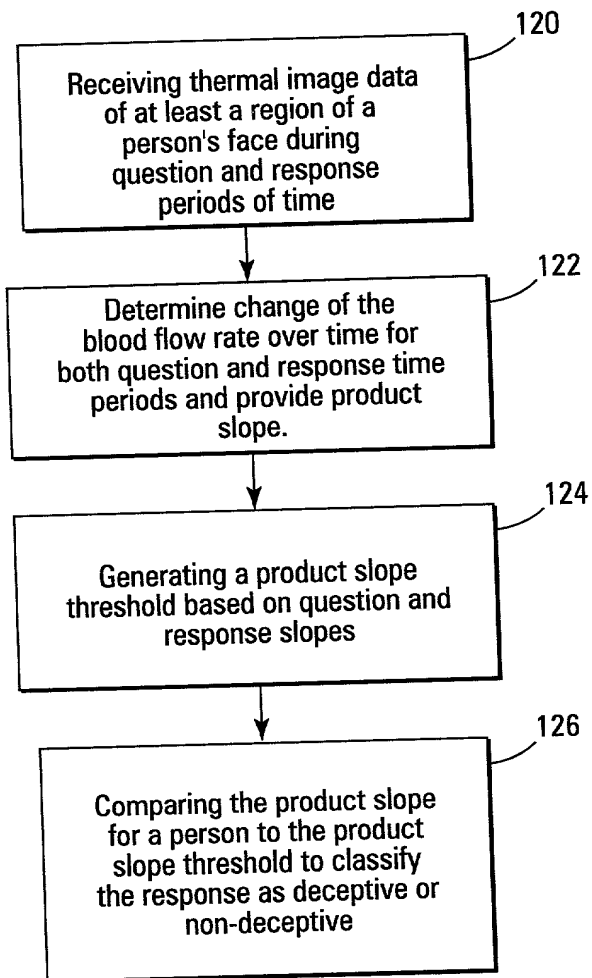 120
Receiving thermal image data
of at least a region of a
person's face during
question and response
periods of time
122
Determine change of the
blood flow rate over time for
both question and response time
periods and provide product
slope.
124
Generating a product slope
threshold based on question and
response slopes
126
Comparing the product slope
for a person to the product
slope threshold to classify
the response as deceptive or
non-deceptive